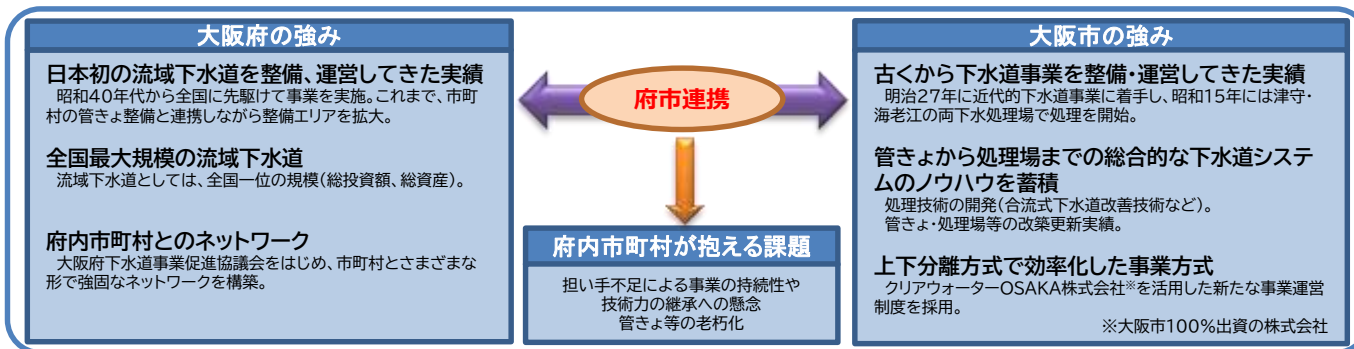 大阪府の強み
日本初の流域下水道を整備、運営してきた実績
昭和40年代から全国に先駆けて事業を実施。これまで、市町
村の管きょ整備と連携しながら整備エリアを拡大。
全国最大規模の流域下水道
流域下水道としては、全国一位の規模(総投資額、総資産)。
府内市町村とのネットワーク
大阪府下水道事業促進協議会をはじめ、市町村とさまざまな
形で強固なネットワークを構築。
府市連携
府内市町村が抱える課題
担い手不足による事業の持続性や
技術力の継承への懸念
管きょ等の老朽化
大阪市の強み
古くから下水道事業を整備・運営してきた実績
明治27年に近代的下水道事業に着手し、昭和15年には津守・
海老江の両下水処理場で処理を開始。
管きょから処理場までの総合的な下水道システ
ムのノウハウを蓄積
処理技術の開発(合流式下水道改善技術など)。
管きょ・処理場等の改築更新実績。
上下分離方式で効率化した事業方式
クリアウォーターOSAKA株式会社※を活用した新たな事業運営
制度を採用。
※大阪市100%出資の株式会社